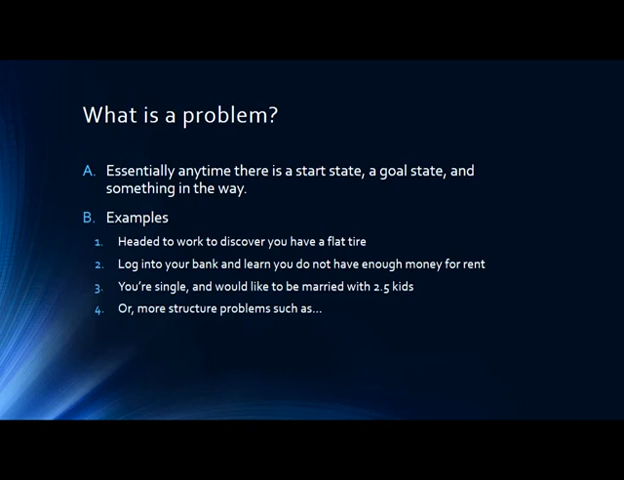 What is a problem?
A. Essentially anytime there is a start state, a goal state, and
something in the way.
B. Examples
1. Headed to work to discover you have a flat tire
2. Log into your bank and learn you do not have enough money for rent
3. You're single, and would like to be married with 2.5 kids
4. Or, more structure problems such as...